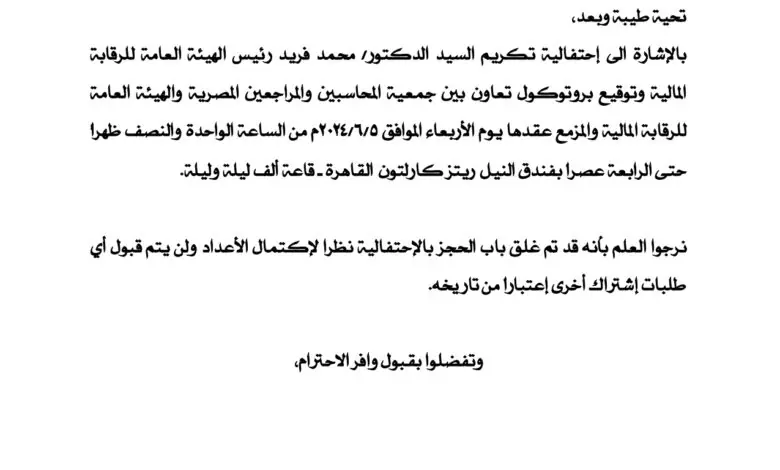 تحية طيبة وبعد،
بالإشارة الى إحتفالية تكريم السيد الدكتور/ محمد فريد رئيس الهيئة العامة للرقابة
المالية وتوقيع بروتوكول تعاون بين جمعية المحاسبين والمراجعين المصرية والهيئة العامة
للرقابة المالية والمزمع عقدها يوم الأربعاء الموافق ٢٠٢٤/٦/٥م من الساعة الواحدة والنصف ظهرا
حتى الرابعة عصرا بفندق النيل ريتز كارلتون القاهرة - قاعة ألف ليلة وليلة.
نرجوا العلم بأنه قد تم غلق باب الحجز بالإحتفالية نظرا لإكتمال الأعداد ولن يتم قبول أي
طلبات إشتراك أخرى إعتبارا من تاريخه.
وتفضلوا بقبول وافر الاحترام،